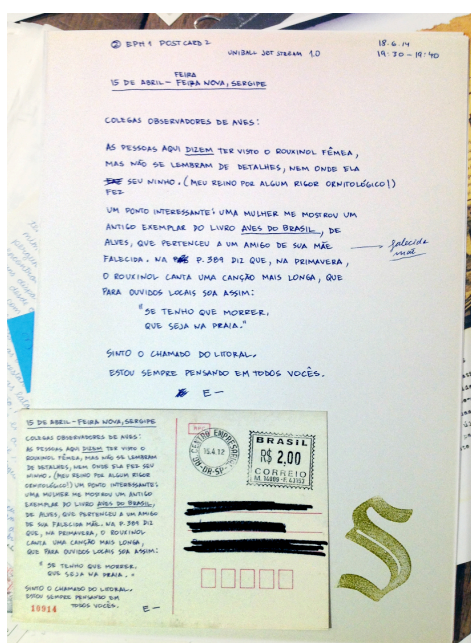 ② EPH 1 POSTCARD 2
UNIBALL JET STREAM 1.0
18.6.14
19:30 – 19:40
FEIRA
15 DE ABRIL – FEIRA NOVA, SERGIPE
COLEGAS OBSERVADORES DE AVES:
AS PESSOAS AQUI DIZEM TER VISTO O ROUXINOL FÊMEA,
MAS NÃO SE LEMBRAM DE DETALHES, NEM ONDE ELA
SEU NINHO. (MEU REINO POR ALGUM RIGOR ORNITOLÓGICO!)
FEZ
UM PONTO INTERESSANTE: UMA MULHER ME MOSTROU UM
ANTIGO EXEMPLAR DO LIVRO AVES DO BRASIL, DE
ALVES, QUE PERTENCEU A UM AMIGO DE SUA MÃE
FALECIDA. NA P. 389 DIZ QUE, NA PRIMAVERA,
O ROUXINOL CANTA UMA CANÇÃO MAIS LONGA, QUE
PARA OUVIDOS LOCAIS SOA ASSIM:
"SE TENHO QUE MORRER,
QUE SEJA NA PRAIA."
SINTO O CHAMADO DO LITORAL.
ESTOU SEMPRE PENSANDO EM TODOS VOCÊS.
E—
falecida
mãe
15 DE ABRIL – FEIRA NOVA, SERGIPE
COLEGAS OBSERVADORES DE AVES:
AS PESSOAS AQUI DIZEM TER VISTO O
ROUXINOL FÊMEA, MAS NÃO SE LEMBRAM
DE DETALHES, NEM ONDE ELA FEZ SEU
NINHO. (MEU REINO POR ALGUM RIGOR
ORNITOLÓGICO!) UM PONTO INTERESSANTE:
UMA MULHER ME MOSTROU UM ANTIGO
EXEMPLAR DO LIVRO AVES DO BRASIL,
DE ALVES, QUE PERTENCEU A UM AMIGO
DE SUA FALECIDA MÃE. NA P. 389 DIZ
QUE, NA PRIMAVERA, O ROUXINOL
CANTA UMA CANÇÃO MAIS LONGA,
QUE PARA OUVIDOS LOCAIS SOA ASSIM:
"SE TENHO QUE MORRER,
QUE SEJA NA PRAIA."
SINTO O CHAMADO DO LITORAL.
ESTOU SEMPRE PENSANDO EM
TODOS VOCÊS.
E—
10914
RPC
CENTRO EMPRES
15.4.12
DR-SP
BRASIL
R$ 2,00
CORREIO
S